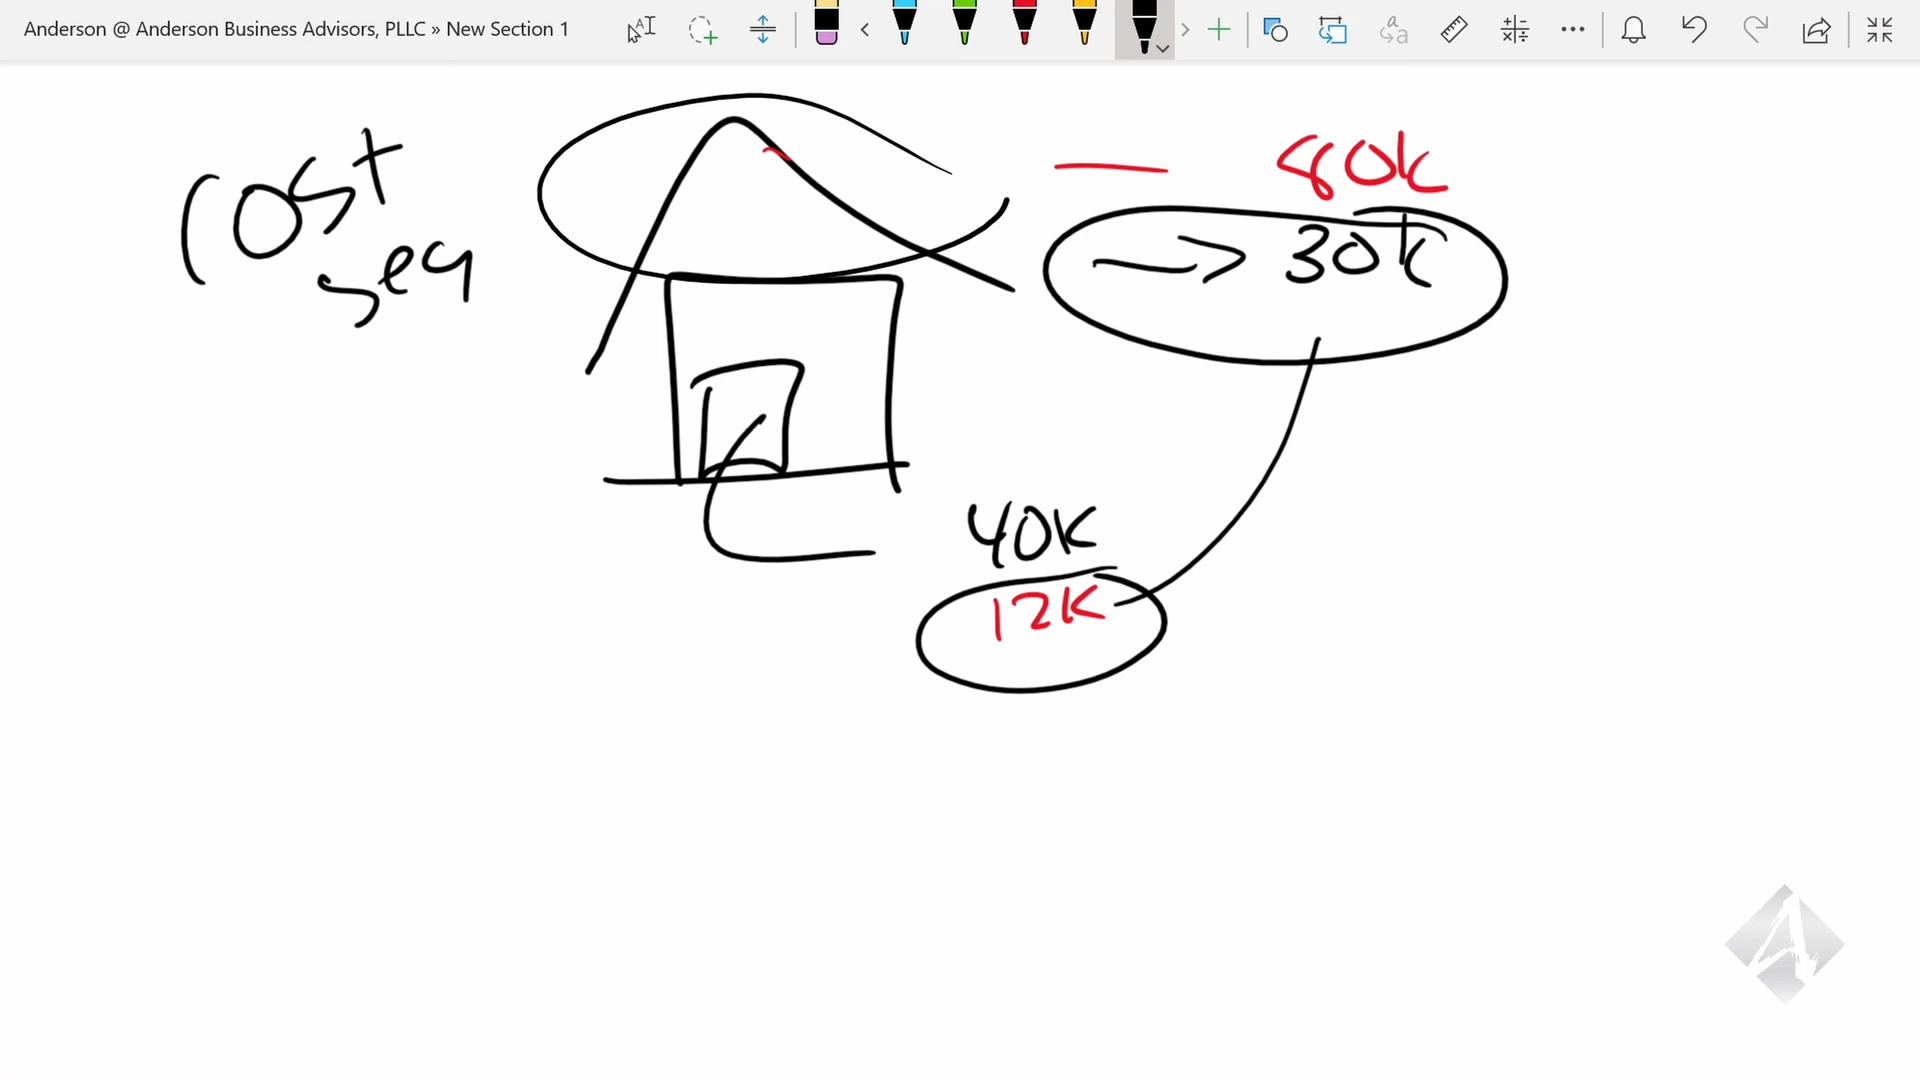 Anderson @ Anderson Business Advisors, PLLC » New Section 1
cost
seg
80k
30k
40K
12K